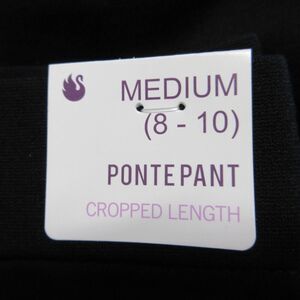 MEDIUM
(8 - 10)
PONTE PANT
CROPPED LENGTH